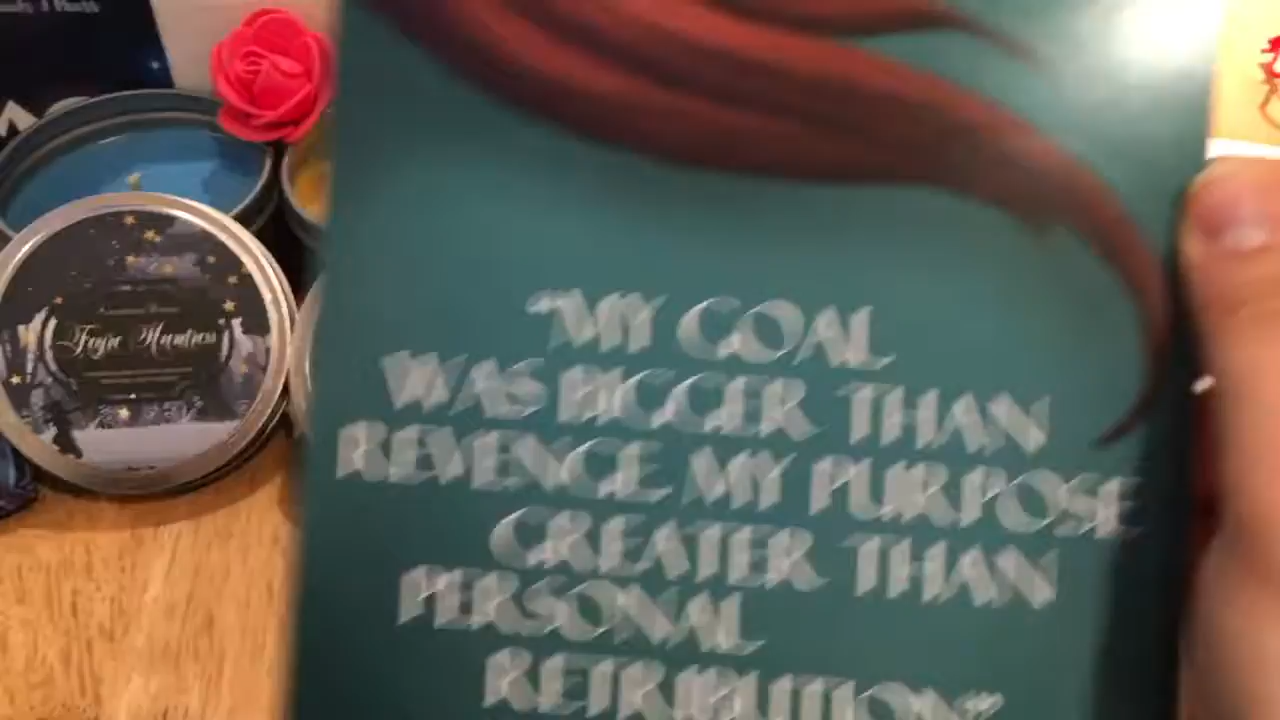 "MY GOAL
WAS BIGGER THAN
REVENGE. MY PURPOSE
GREATER THAN
PERSONAL
RETRIBUTION"